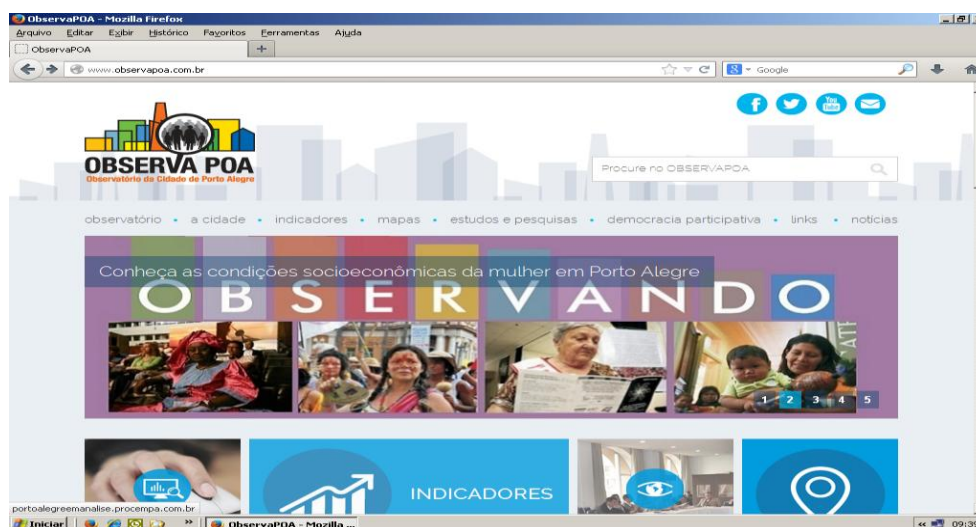 ObservaPOA - Mozilla Firefox
Arquivo Editar Exibir Histórico Favoritos Ferramentas Ajuda
ObservaPOA
www.observapoa.com.br
Google
You Tube
OBSERVA POA
Observatório da Cidade de Porto Alegre
Procure no OBSERVAPOA
observatório • a cidade • indicadores • mapas • estudos e pesquisas • democracia participativa • links • notícias
Conheça as condições socioeconômicas da mulher em Porto Alegre
OBSERVANDO
1 2 3 4 5
INDICADORES
portoalegreemanalise.procempa.com.br
Iniciar
ObservaPOA - Mozilla ...